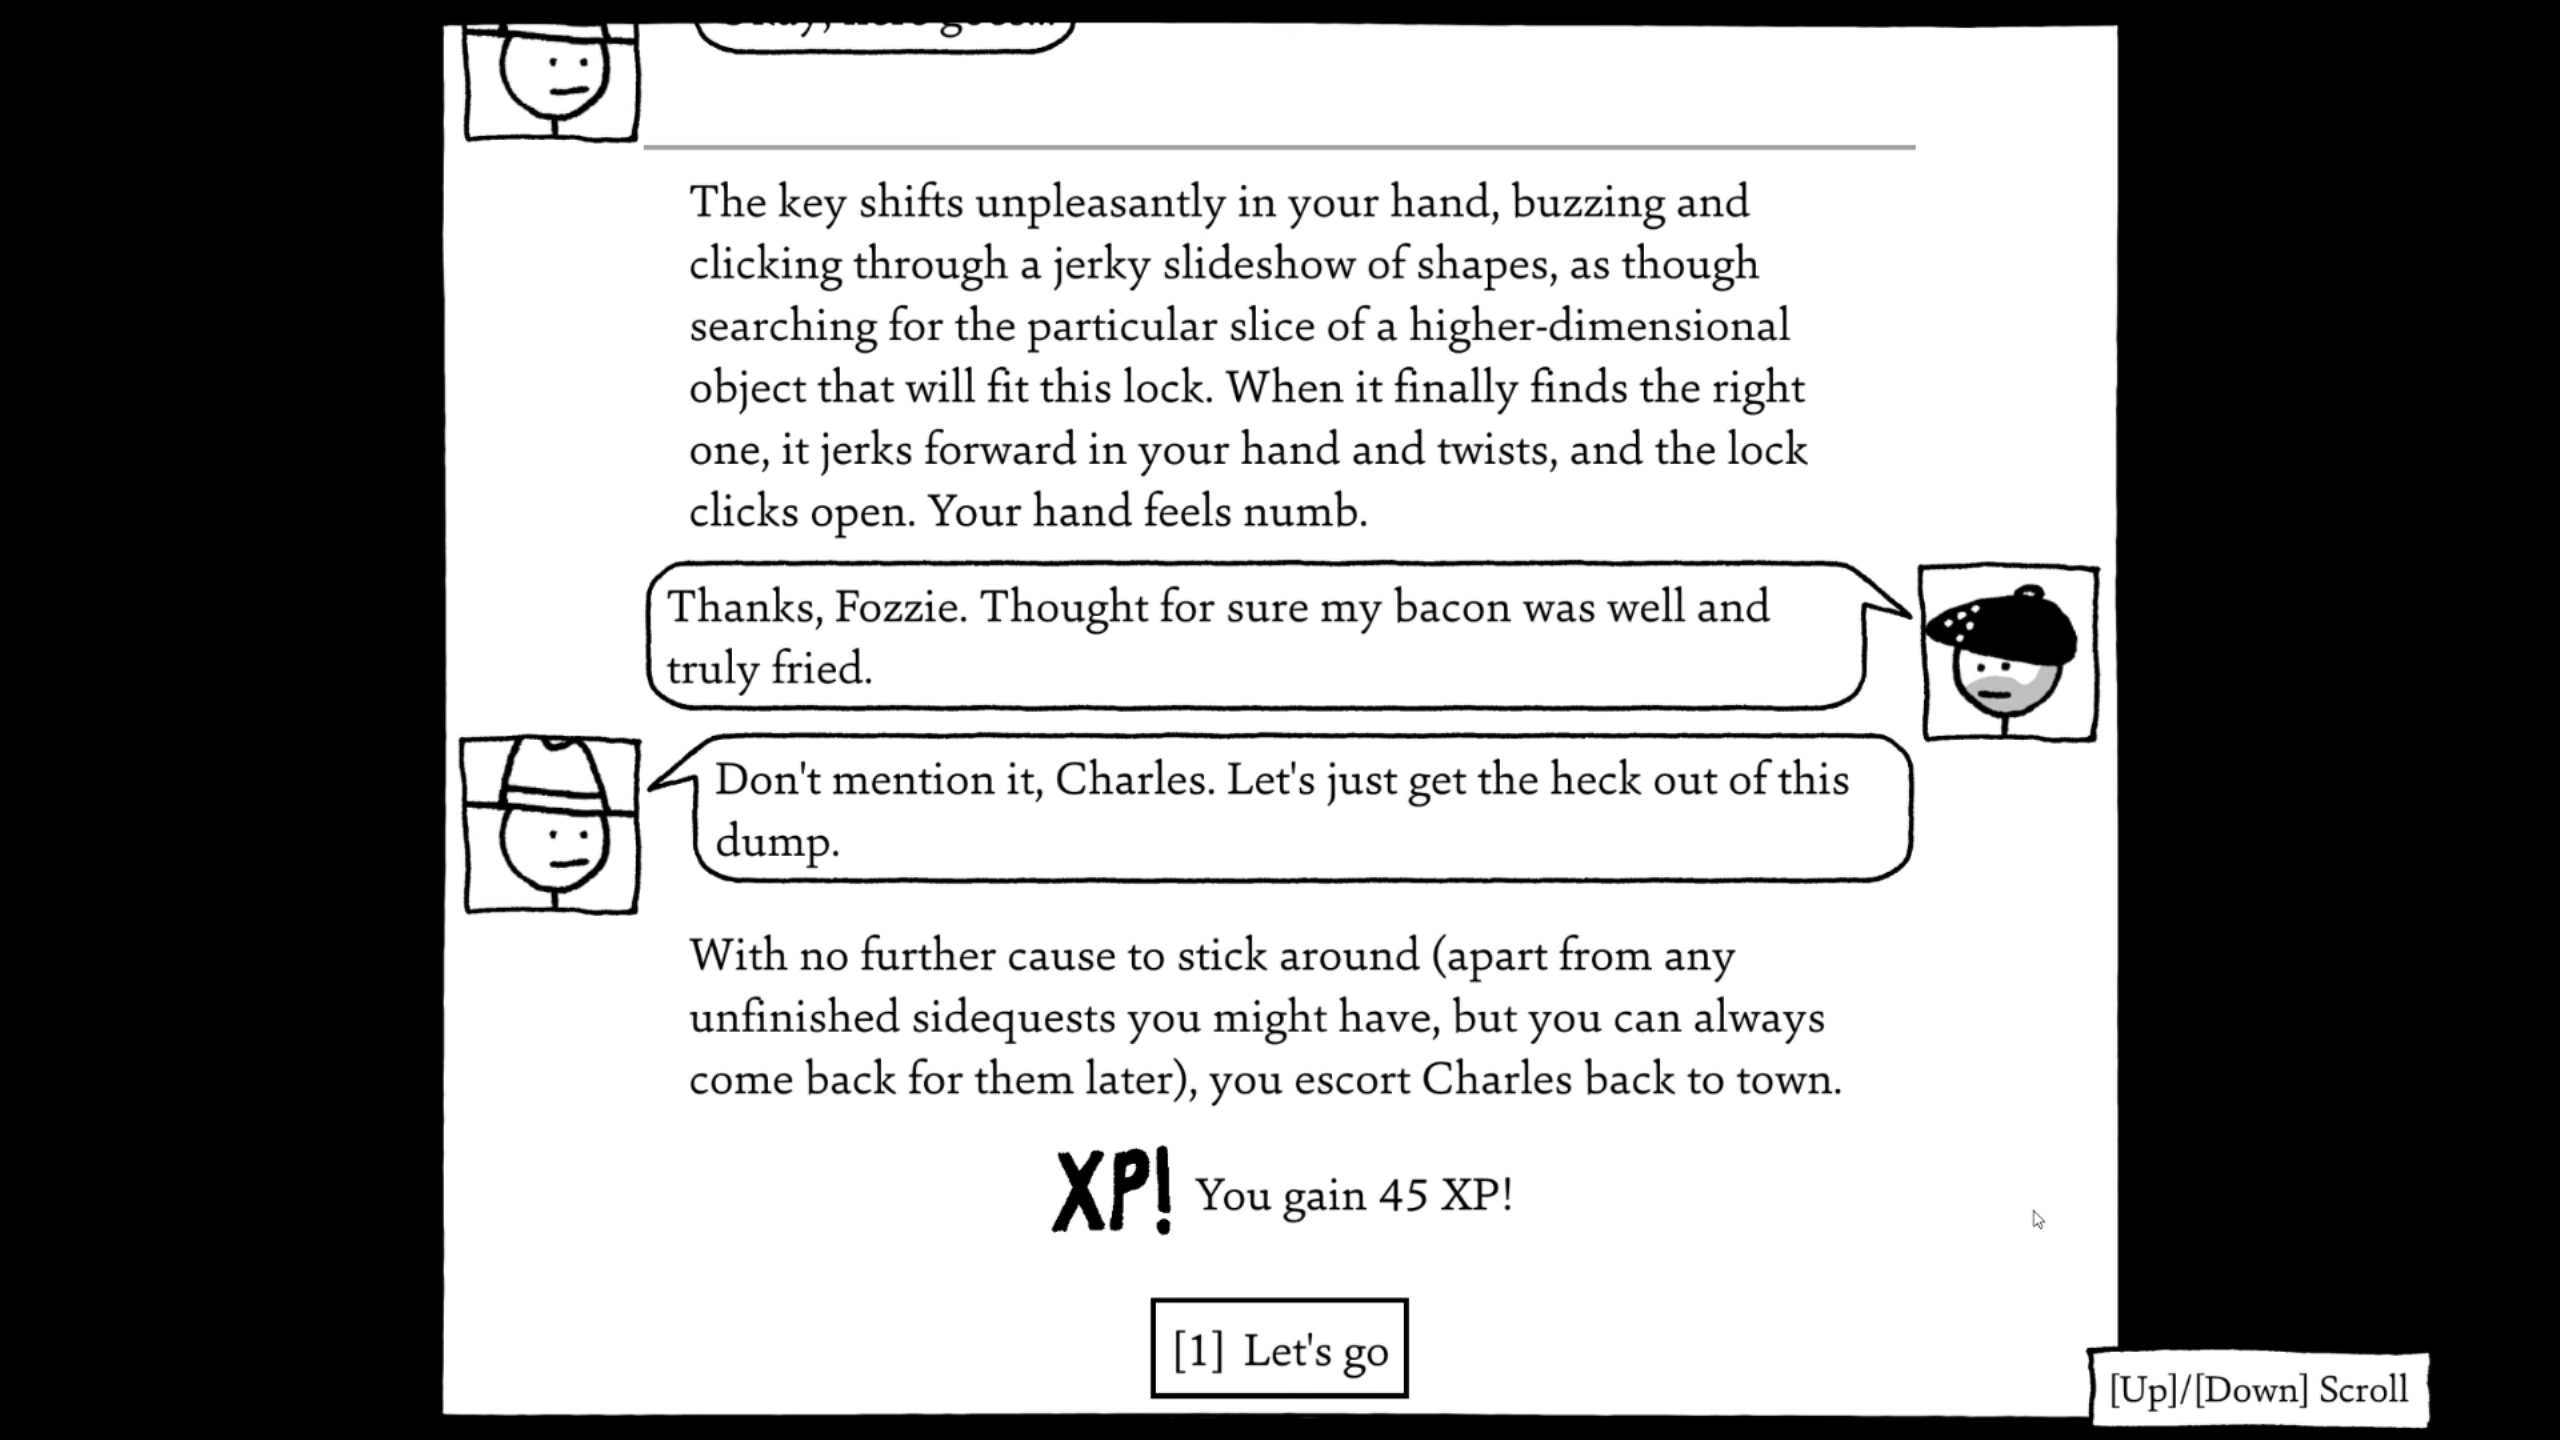 The key shifts unpleasantly in your hand, buzzing and
clicking through a jerky slideshow of shapes, as though
searching for the particular slice of a higher-dimensional
object that will fit this lock. When it finally finds the right
one, it jerks forward in your hand and twists, and the lock
clicks open. Your hand feels numb.
Thanks, Fozzie. Thought for sure my bacon was well and
truly fried.
Don't mention it, Charles. Let's just get the heck out of this
dump.
With no further cause to stick around (apart from any
unfinished sidequests you might have, but you can always
come back for them later), you escort Charles back to town.
XP! You gain 45 XP!
[1] Let's go
[Up]/[Down] Scroll